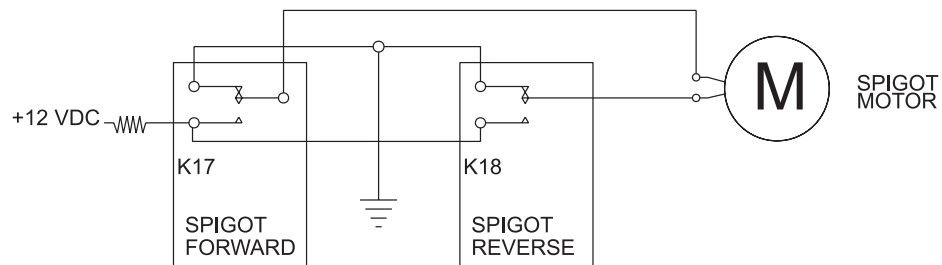 M
SPIGOT
MOTOR
+12 VDC
K17
K18
SPIGOT
FORWARD
SPIGOT
REVERSE